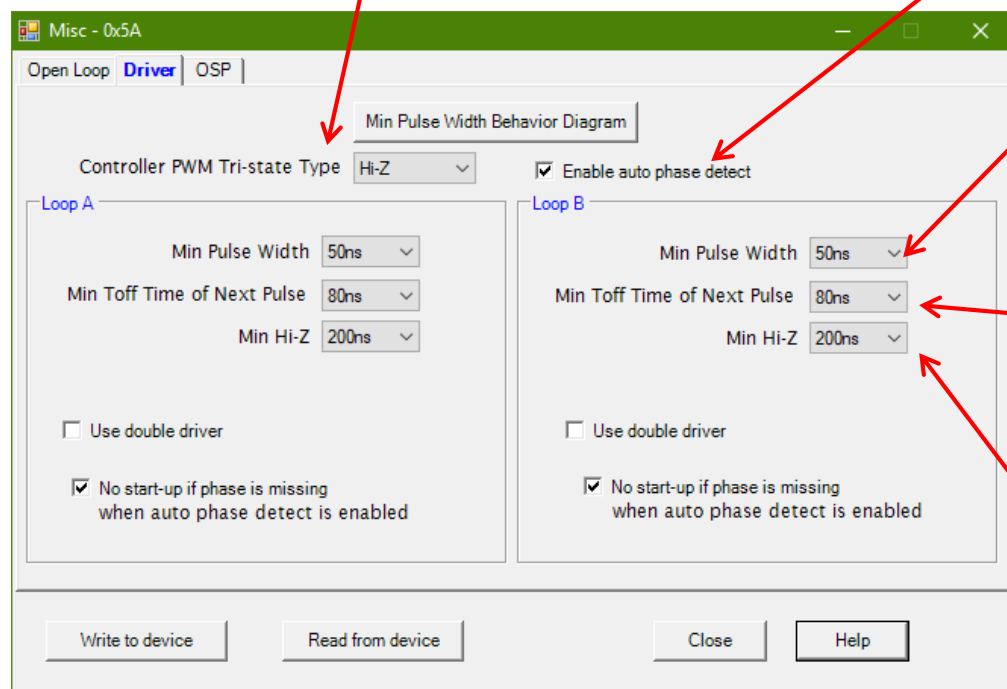 Misc - 0x5A
Open Loop Driver OSP
Min Pulse Width Behavior Diagram
Controller PWM Tri-state Type Hi-Z
Enable auto phase detect
Loop A
Min Pulse Width 50ns
Min Toff Time of Next Pulse 80ns
Min Hi-Z 200ns
Use double driver
No start-up if phase is missing
when auto phase detect is enabled
Loop B
Min Pulse Width 50ns
Min Toff Time of Next Pulse 80ns
Min Hi-Z 200ns
Use double driver
No start-up if phase is missing
when auto phase detect is enabled
Write to device Read from device Close Help